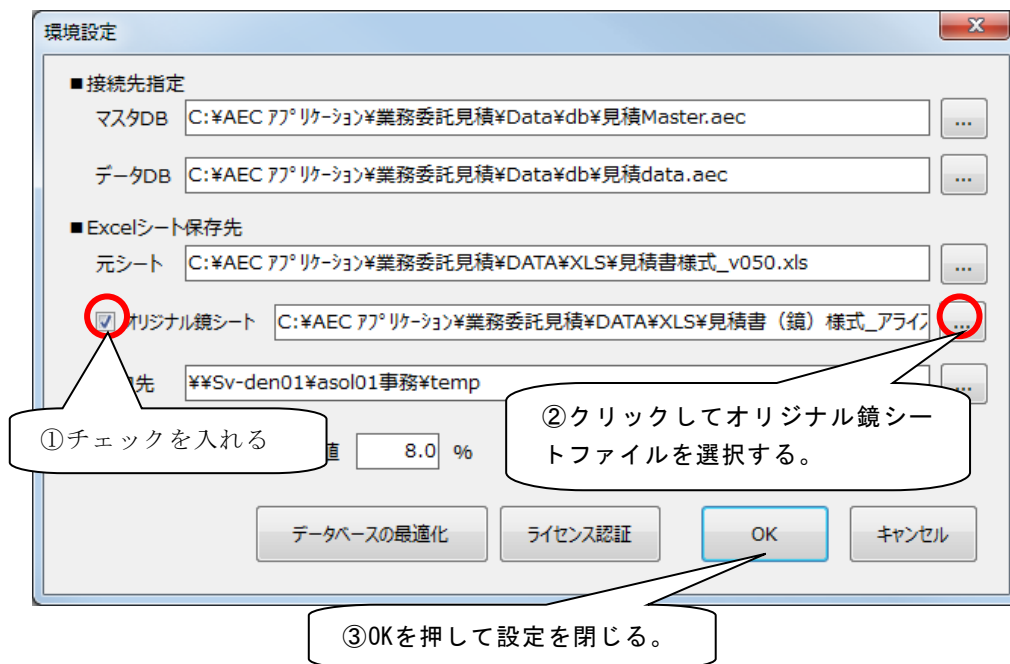 環境設定
■接続先指定
マスタDB C:¥AEC ｱﾌﾟﾘｹｰｼｮﾝ¥業務委託見積¥Data¥db¥見積Master.aec ...
データDB C:¥AEC ｱﾌﾟﾘｹｰｼｮﾝ¥業務委託見積¥Data¥db¥見積data.aec ...
■Excelシート保存先
元シート C:¥AEC ｱﾌﾟﾘｹｰｼｮﾝ¥業務委託見積¥DATA¥XLS¥見積書様式_v050.xls ...
オリジナル鏡シート C:¥AEC ｱﾌﾟﾘｹｰｼｮﾝ¥業務委託見積¥DATA¥XLS¥見積書（鏡）様式_アライ ...
先 ¥¥Sv-den01¥asol01事務¥temp ...
①チェックを入れる
②クリックしてオリジナル鏡シー
トファイルを選択する。
値 8.0 %
データベースの最適化 ライセンス認証 OK キャンセル
③OKを押して設定を閉じる。